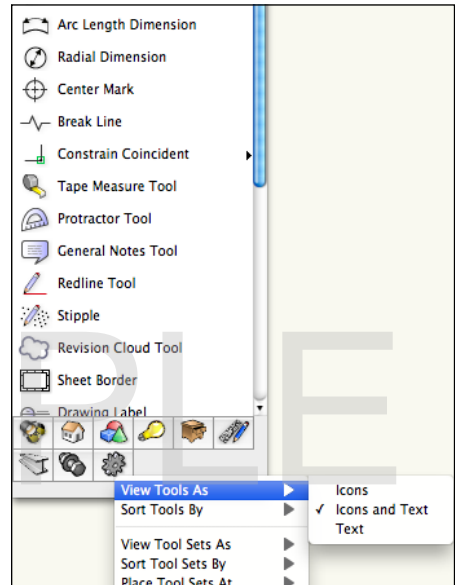 Arc Length Dimension
Radial Dimension
Center Mark
Break Line
Constrain Coincident
Tape Measure Tool
Protractor Tool
General Notes Tool
Redline Tool
Stipple
Revision Cloud Tool
Sheet Border
Drawing Label
PLE
View Tools As
Sort Tools By
View Tool Sets As
Sort Tool Sets By
Place Tool Sets At
Icons
✓ Icons and Text
Text